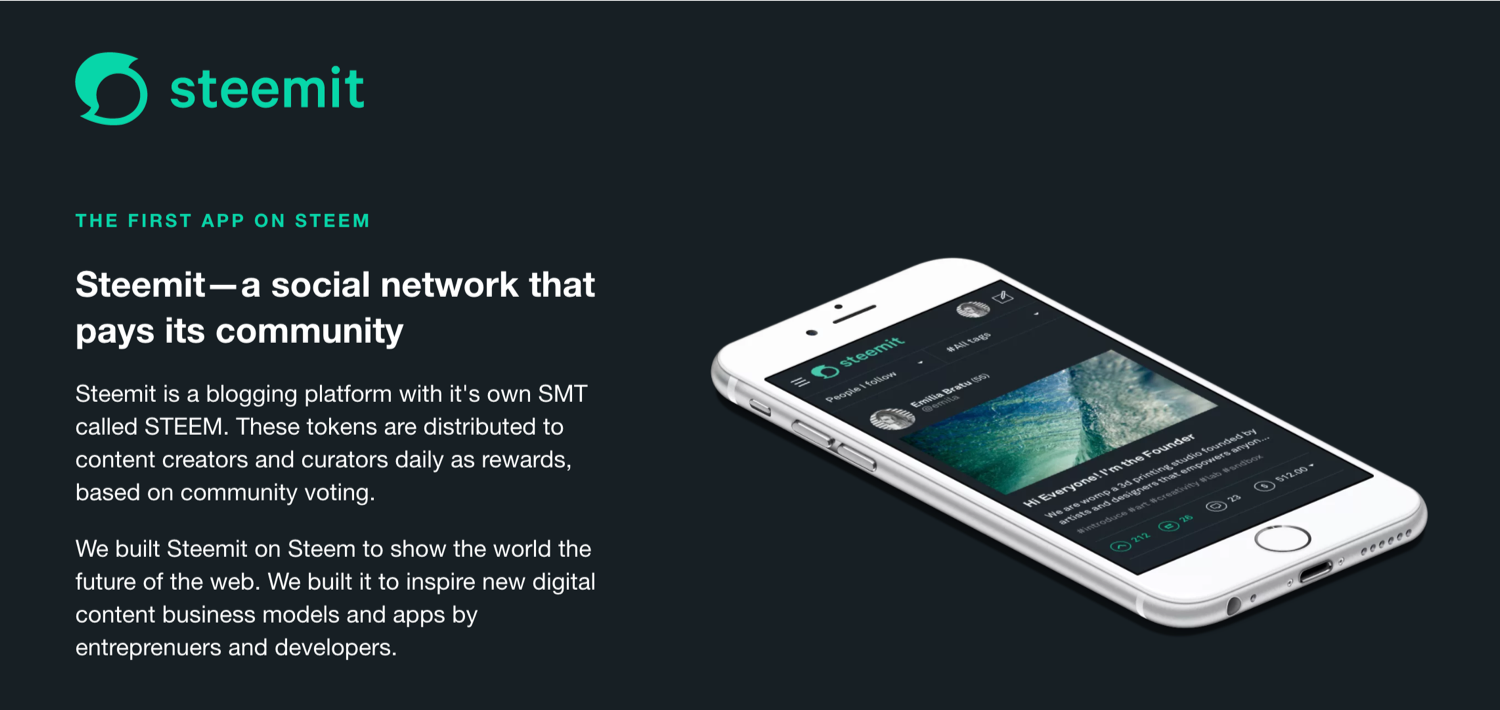 steemit
THE FIRST APP ON STEEM
Steemit—a social network that
pays its community
Steemit is a blogging platform with it's own SMT
called STEEM. These tokens are distributed to
content creators and curators daily as rewards,
based on community voting.
We built Steemit on Steem to show the world the
future of the web. We built it to inspire new digital
content business models and apps by
entreprenuers and developers.
steemit
People I follow
#All tags
Emilia Bratu (56)
@emilia
Hi Everyone! I'm the Founder
We are womp a 3d printing studio founded by
artists and designers that empowers anyon...
#introduce #art #creativity #lab #sndbox
212 26 23 512.00